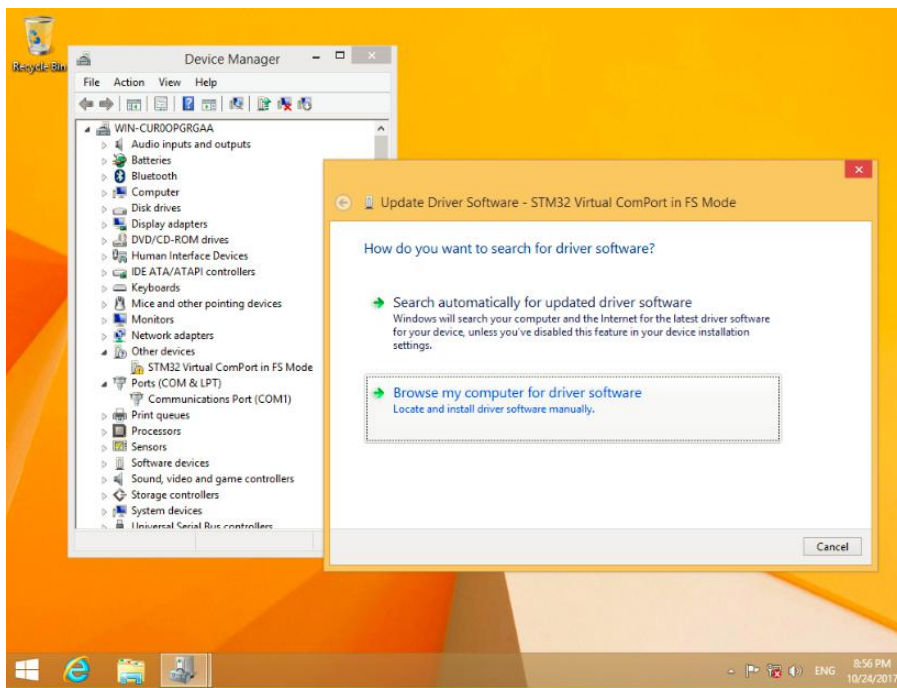 Recycle Bin
Device Manager
File Action View Help
WIN-CUR0OPGRGAA
Audio inputs and outputs
Batteries
Bluetooth
Computer
Disk drives
Display adapters
DVD/CD-ROM drives
Human Interface Devices
IDE ATA/ATAPI controllers
Keyboards
Mice and other pointing devices
Monitors
Network adapters
Other devices
STM32 Virtual ComPort in FS Mode
Ports (COM & LPT)
Communications Port (COM1)
Print queues
Processors
Sensors
Software devices
Sound, video and game controllers
Storage controllers
System devices
Universal Serial Bus controllers
Update Driver Software - STM32 Virtual ComPort in FS Mode
How do you want to search for driver software?
Search automatically for updated driver software
Windows will search your computer and the Internet for the latest driver software
for your device, unless you've disabled this feature in your device installation
settings.
Browse my computer for driver software
Locate and install driver software manually.
Cancel
ENG
8:56 PM
10/24/2017